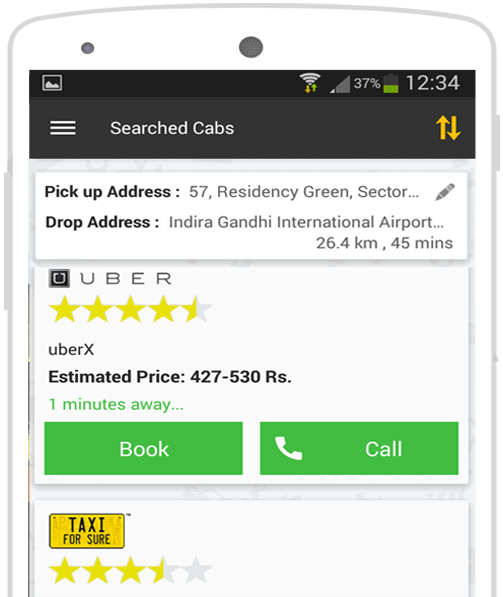 37% 12:34
Searched Cabs
Pick up Address : 57, Residency Green, Sector...
Drop Address : Indira Gandhi International Airport...
26.4 km , 45 mins
UBER
uberX
Estimated Price: 427-530 Rs.
1 minutes away...
Book Call
TAXI ™
FOR SURE